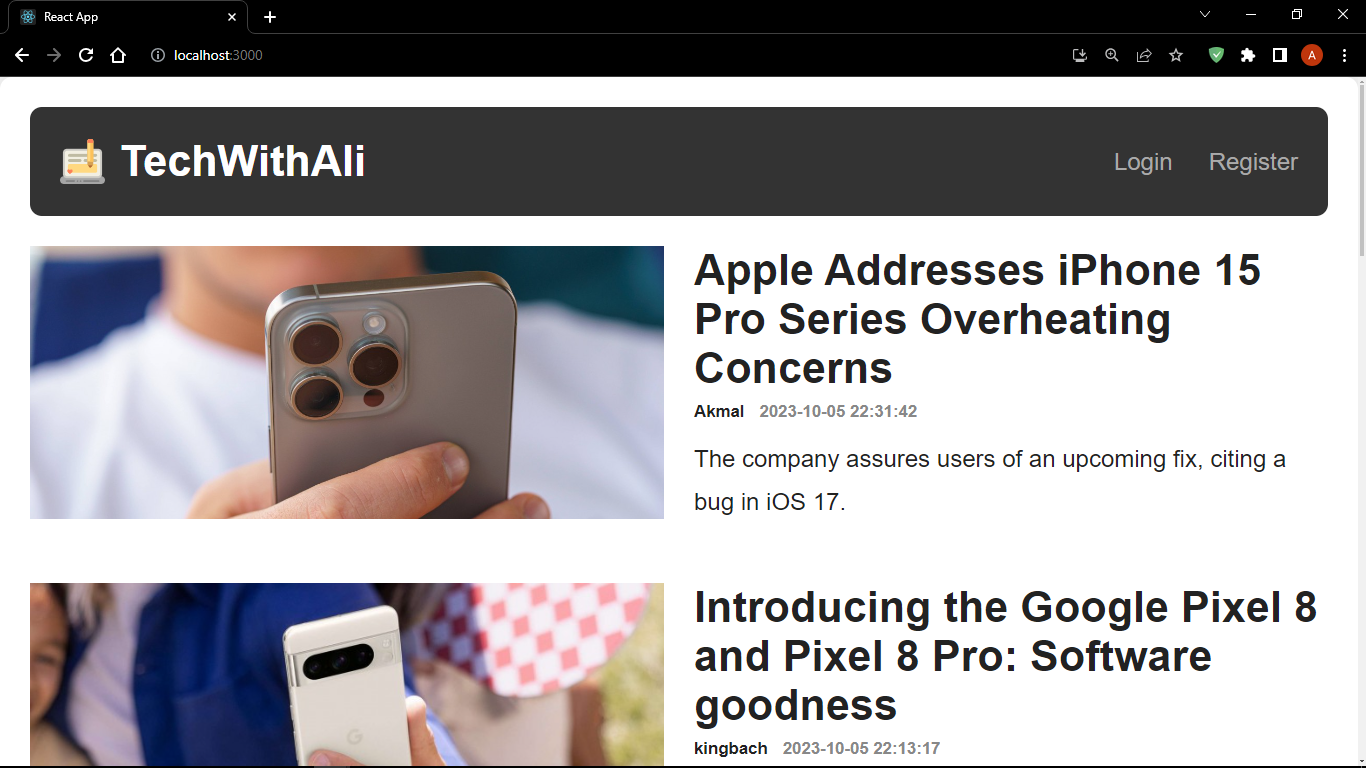 React App
localhost:3000
A
TechWithAli
Login Register
Apple Addresses iPhone 15
Pro Series Overheating
Concerns
Akmal 2023-10-05 22:31:42
The company assures users of an upcoming fix, citing a
bug in iOS 17.
Introducing the Google Pixel 8
and Pixel 8 Pro: Software
goodness
kingbach 2023-10-05 22:13:17